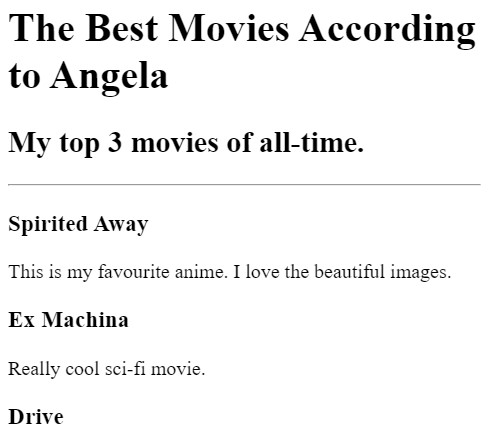 The Best Movies According
to Angela
My top 3 movies of all-time.
Spirited Away
This is my favourite anime. I love the beautiful images.
Ex Machina
Really cool sci-fi movie.
Drive